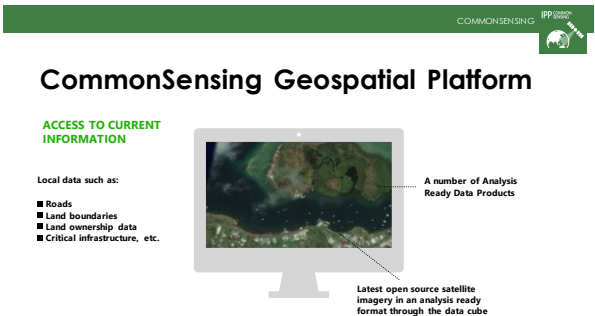 COMMONSENSING
IPP COMMON
SENSING
CommonSensing Geospatial Platform
ACCESS TO CURRENT
INFORMATION
Local data such as:
Roads
Land boundaries
Land ownership data
Critical infrastructure, etc.
A number of Analysis
Ready Data Products
Latest open source satellite
imagery in an analysis ready
format through the data cube